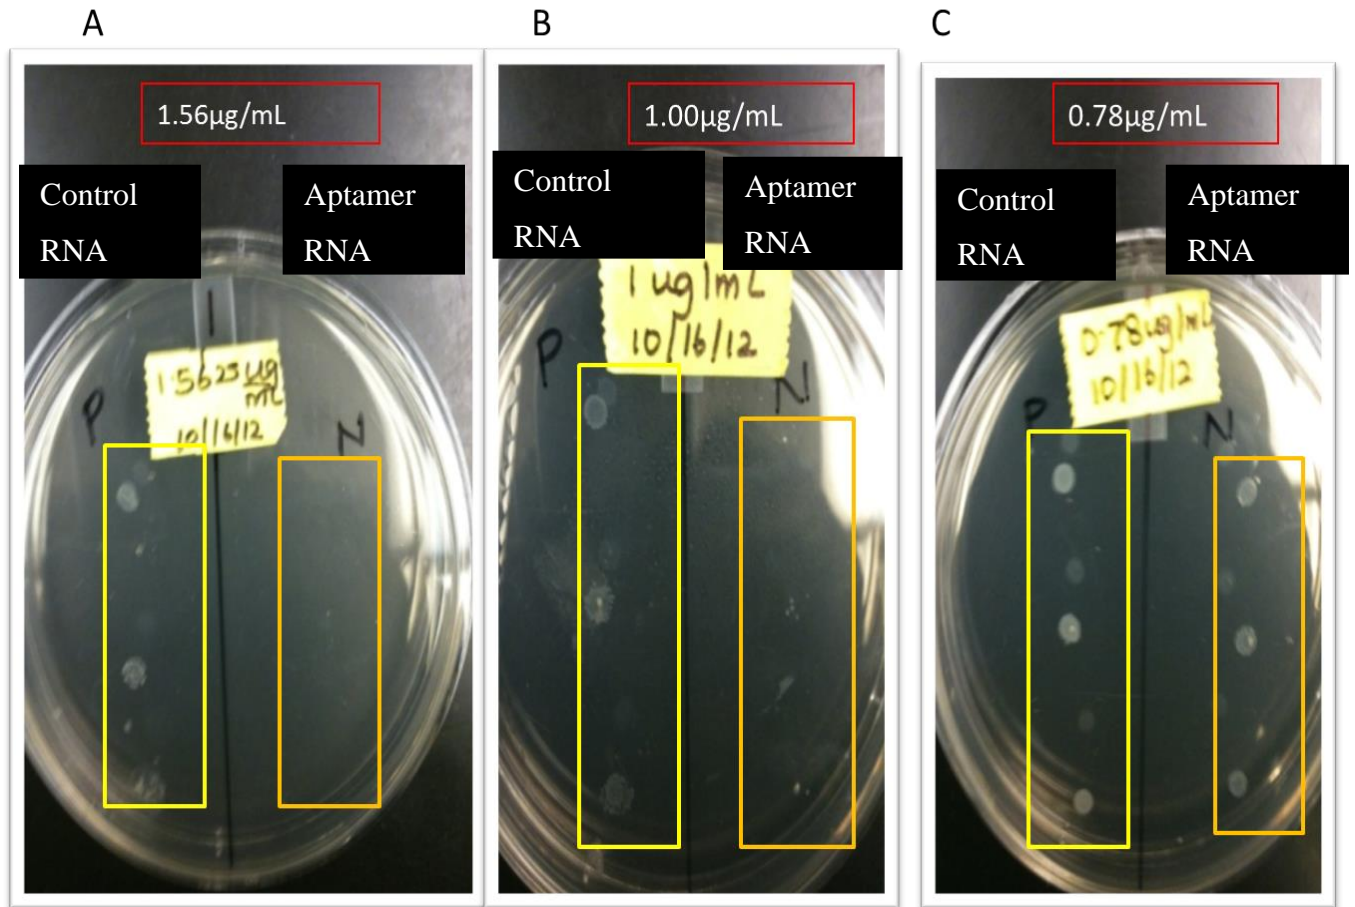 A
B
C
1.56µg/mL
1.00µg/mL
0.78µg/mL
Control
RNA
Aptamer
RNA
Control
RNA
Aptamer
RNA
Control
RNA
Aptamer
RNA
1.5625 µg
mL
10/16/12
P
N
1 ug/mL
10/16/12
P
N
0.78ug/mL
10/16/12
P
N